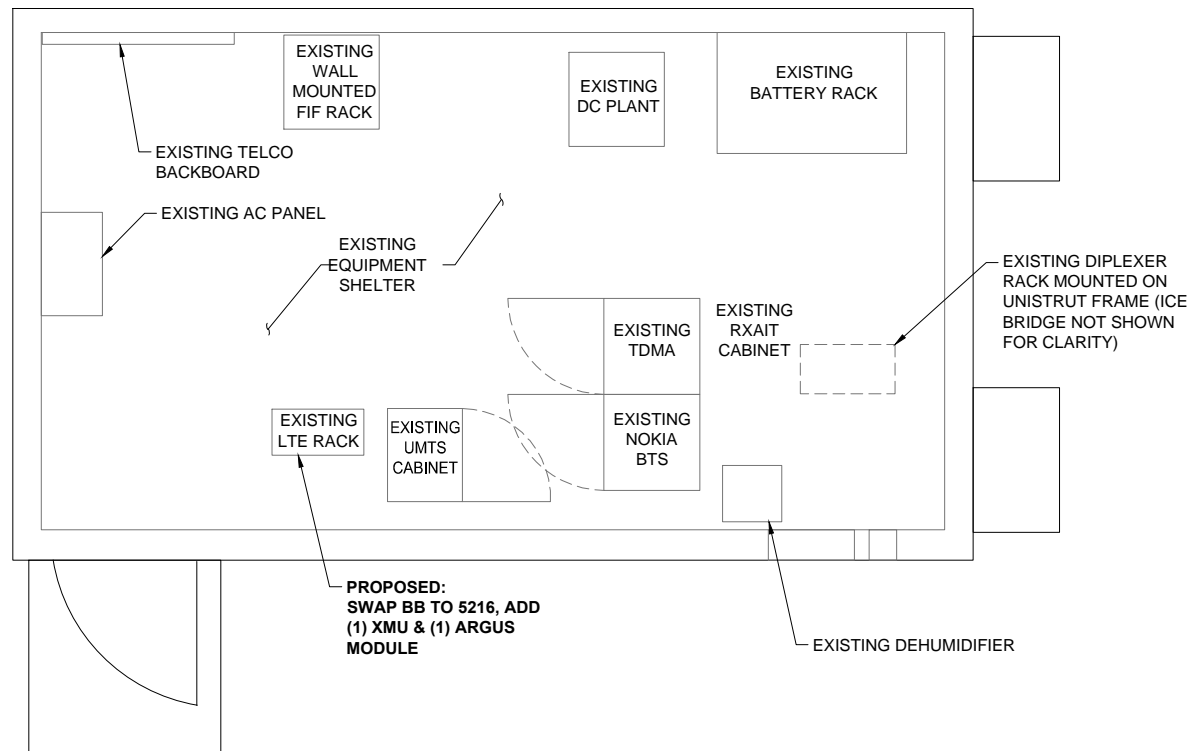 EXISTING
WALL
MOUNTED
FIF RACK
EXISTING
DC PLANT
EXISTING
BATTERY RACK
EXISTING TELCO
BACKBOARD
EXISTING AC PANEL
EXISTING
EQUIPMENT
SHELTER
EXISTING DIPLEXER
RACK MOUNTED ON
UNISTRUT FRAME (ICE
BRIDGE NOT SHOWN
FOR CLARITY)
EXISTING
TDMA
EXISTING
RXAIT
CABINET
EXISTING
LTE RACK
EXISTING
UMTS
CABINET
EXISTING
NOKIA
BTS
PROPOSED:
SWAP BB TO 5216, ADD
(1) XMU & (1) ARGUS
MODULE
EXISTING DEHUMIDIFIER